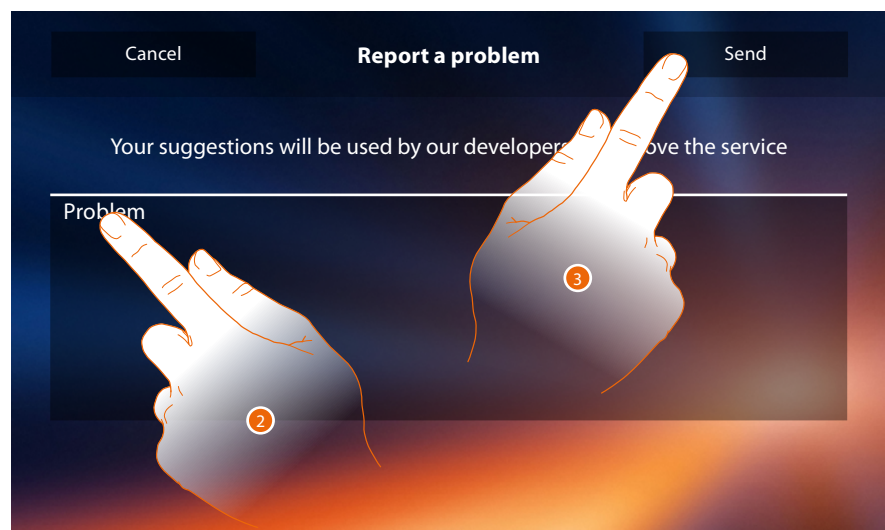 Cancel
Report a problem
Send
Your suggestions will be used by our developers ove the service
Problem
3
2